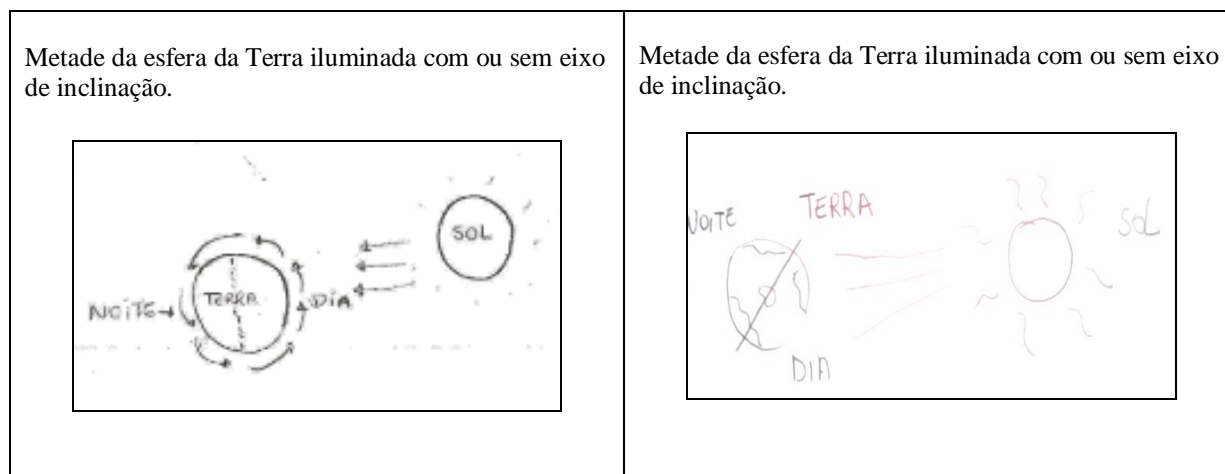 Metade da esfera da Terra iluminada com ou sem eixo
de inclinação.
SOL
TERRA
DIA
NOITE
Metade da esfera da Terra iluminada com ou sem eixo
de inclinação.
NOITE
TERRA
SOL
DIA